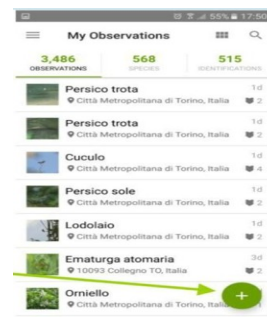 55% 17:50
My Observations
3,486 568 515
OBSERVATIONS SPECIES IDENTIFICATIONS
Persico trota 1d
Città Metropolitana di Torino, Italia 2
Persico trota 1d
Città Metropolitana di Torino, Italia 2
Cuculo 1d
Città Metropolitana di Torino, Italia 4
Persico sole 1d
Città Metropolitana di Torino, Italia 2
Lodolaio 1d
Città Metropolitana di Torino, Italia 2
Ematurga atomaria 3d
10093 Collegno TO, Italia 2
Orniello
Città Metropolitana di Torino, Italia